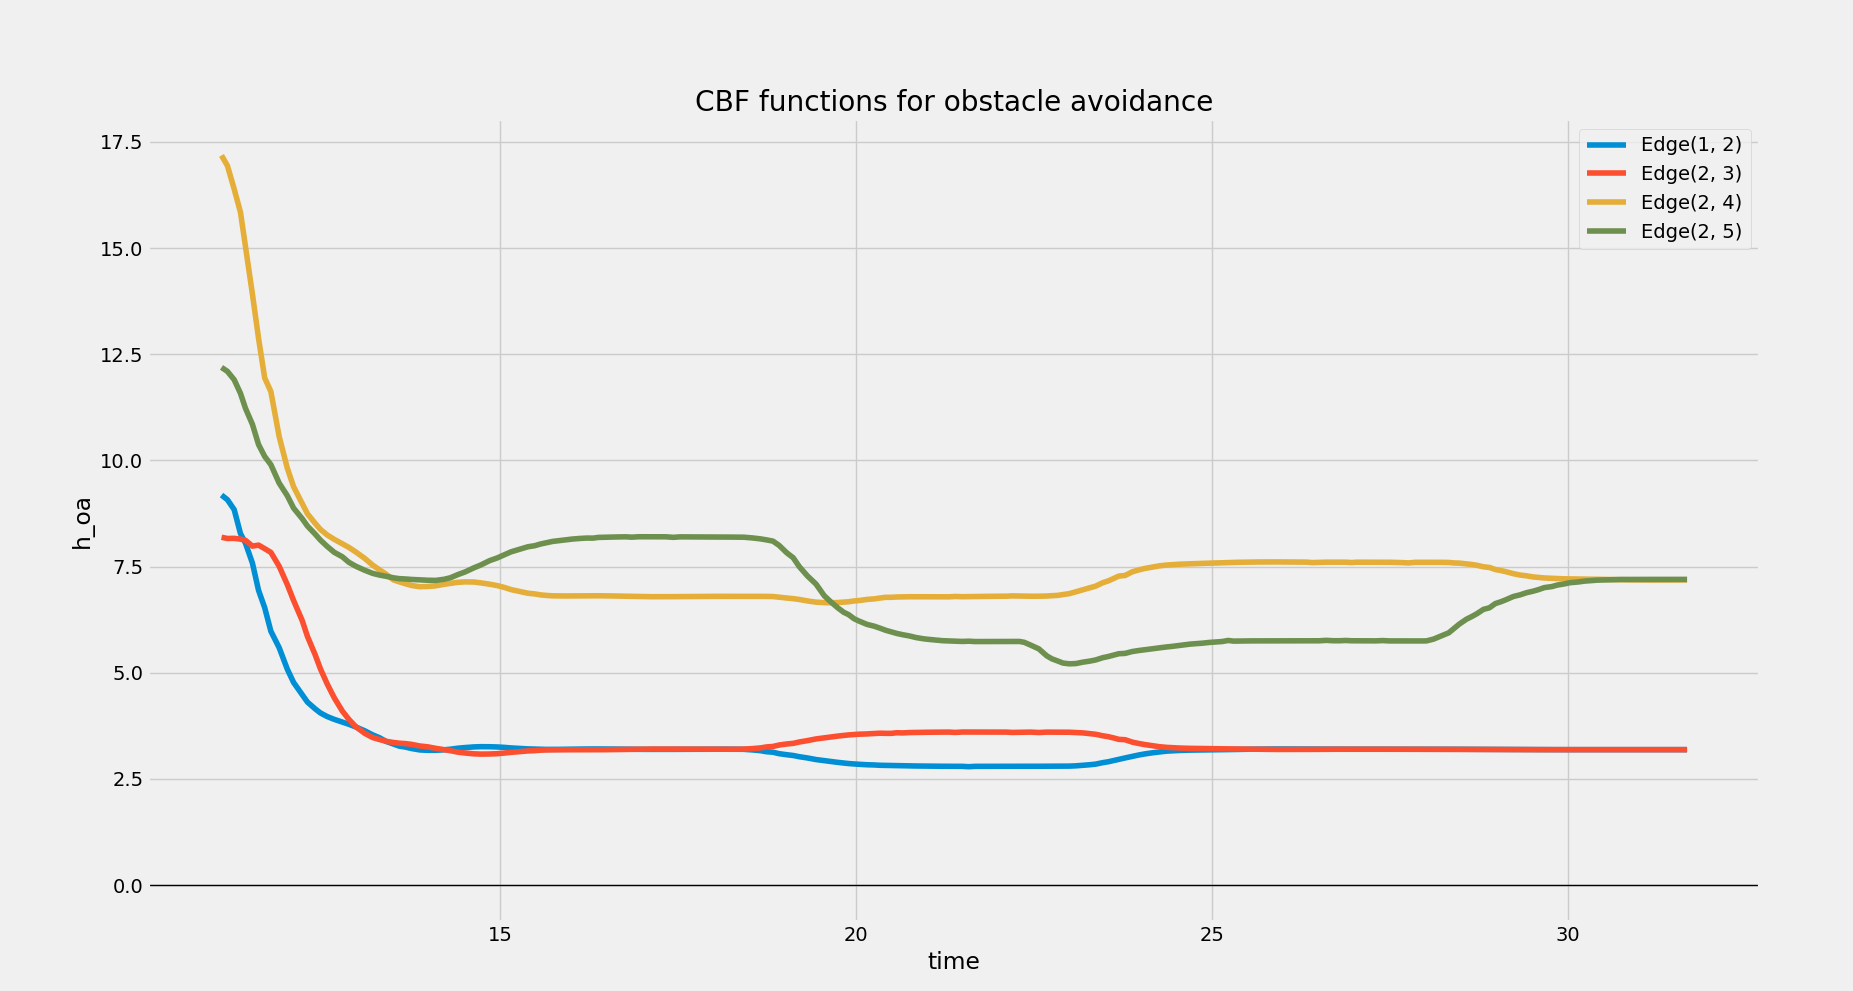 CBF functions for obstacle avoidance
17.5
15.0
12.5
10.0
7.5
5.0
2.5
0.0
h_oa
Edge(1, 2)
Edge(2, 3)
Edge(2, 4)
Edge(2, 5)
15
20
25
30
time